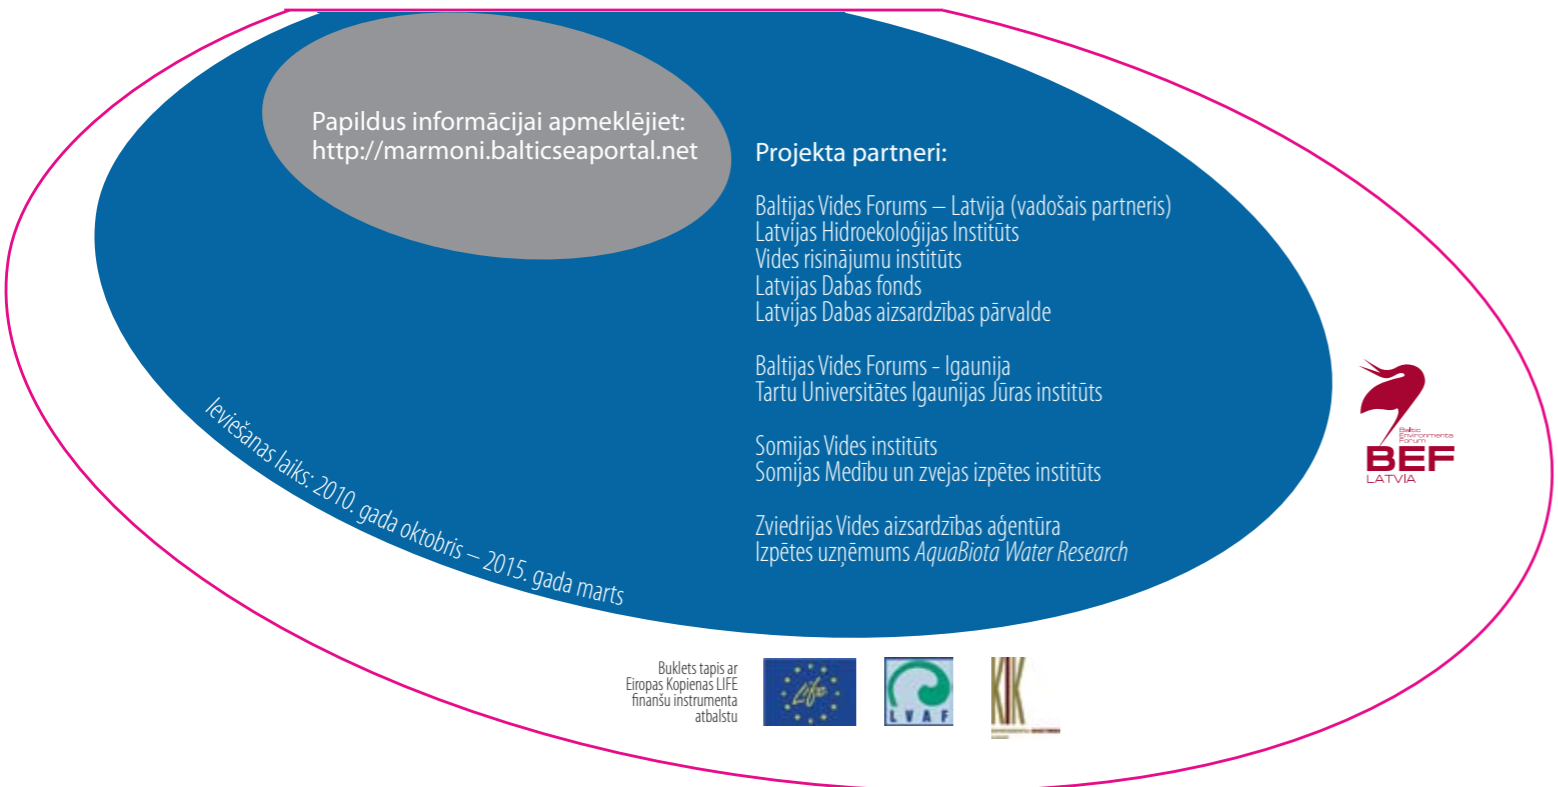 Papildus informācijai apmeklējiet:
http://marmoni.balticseaportal.net
Projekta partneri:
Baltijas Vides Forums – Latvija (vadošais partneris)
Latvijas Hidroekoloģijas Institūts
Vides risinājumu institūts
Latvijas Dabas fonds
Latvijas Dabas aizsardzības pārvalde
Baltijas Vides Forums - Igaunija
Tartu Universitātes Igaunijas Jūras institūts
Somijas Vides institūts
Somijas Medību un zvejas izpētes institūts
Zviedrijas Vides aizsardzības aģentūra
Izpētes uzņēmums AquaBiota Water Research
Ieviešanas laiks: 2010. gada oktobris – 2015. gada marts
Baltic
Environmenta
Forum
BEF
LATVIA
Buklets tapis ar
Eiropas Kopienas LIFE
finanšu instrumenta
atbalstu
Life
LVAF
KIK